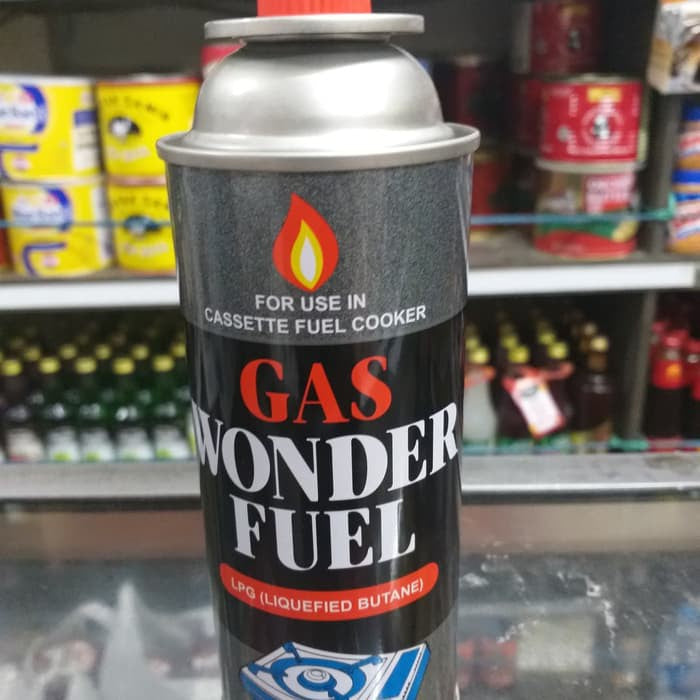 FOR USE IN
CASSETTE FUEL COOKER
GAS
WONDER
FUEL
LPG (LIQUEFIED BUTANE)